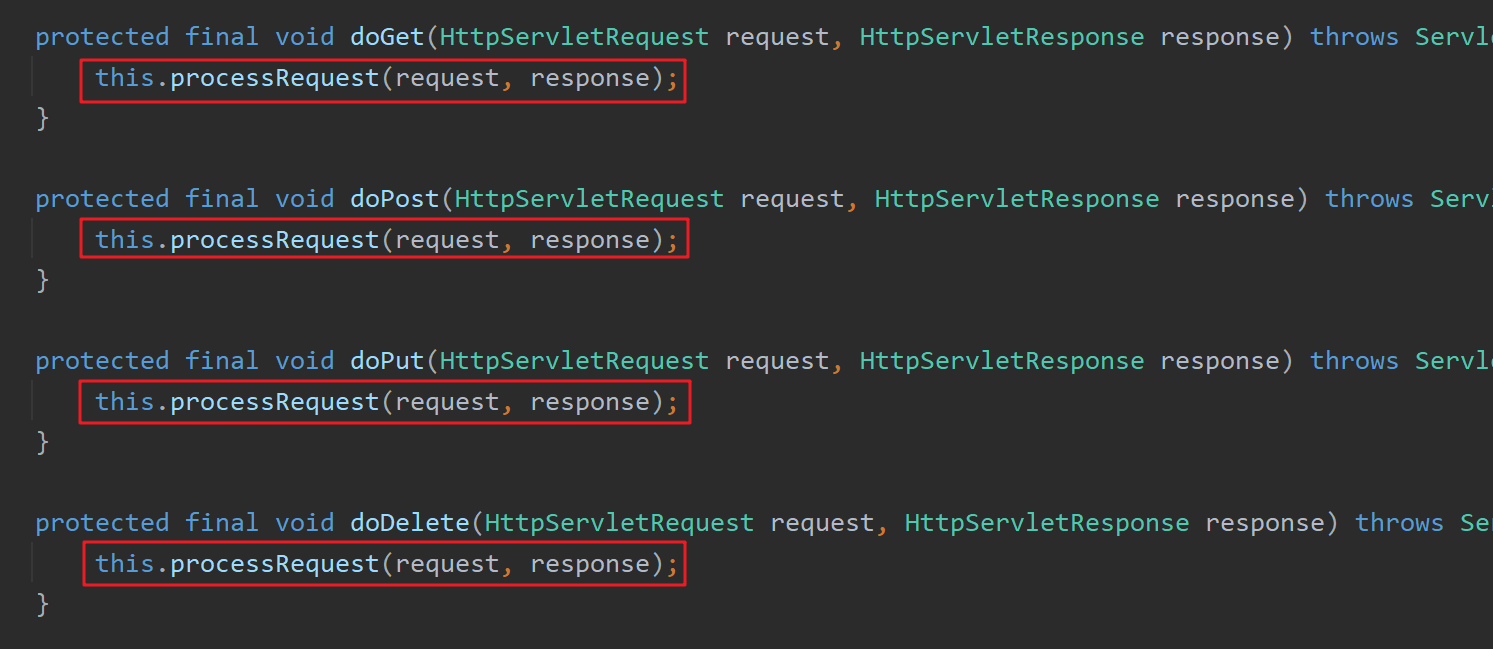 protected final void doGet(HttpServletRequest request, HttpServletResponse response) throws Servl
this.processRequest(request, response);
}
protected final void doPost(HttpServletRequest request, HttpServletResponse response) throws Serv
this.processRequest(request, response);
}
protected final void doPut(HttpServletRequest request, HttpServletResponse response) throws Servl
this.processRequest(request, response);
}
protected final void doDelete(HttpServletRequest request, HttpServletResponse response) throws Se
this.processRequest(request, response);
}